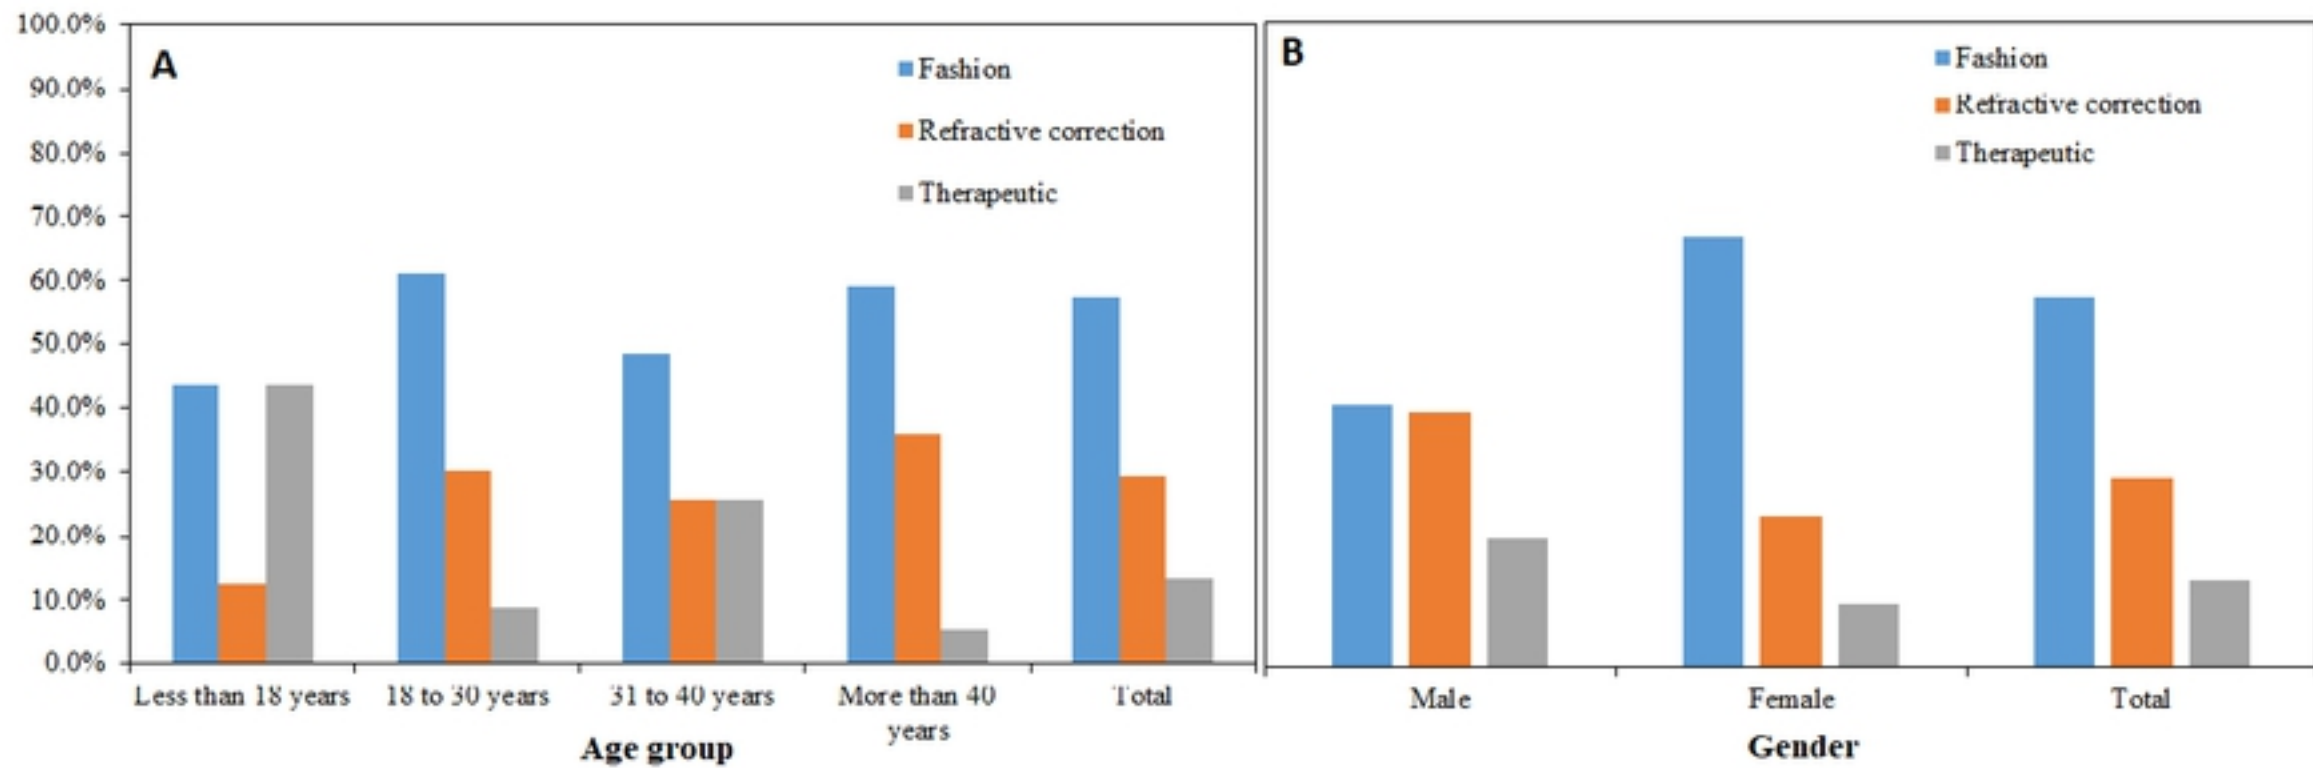 100.0%
90.0%
80.0%
70.0%
60.0%
50.0%
40.0%
30.0%
20.0%
10.0%
0.0%
A
Fashion
Refractive correction
Therapeutic
Less than 18 years
18 to 30 years
31 to 40 years
More than 40
years
Total
Age group
B
Fashion
Refractive correction
Therapeutic
Male
Female
Total
Gender